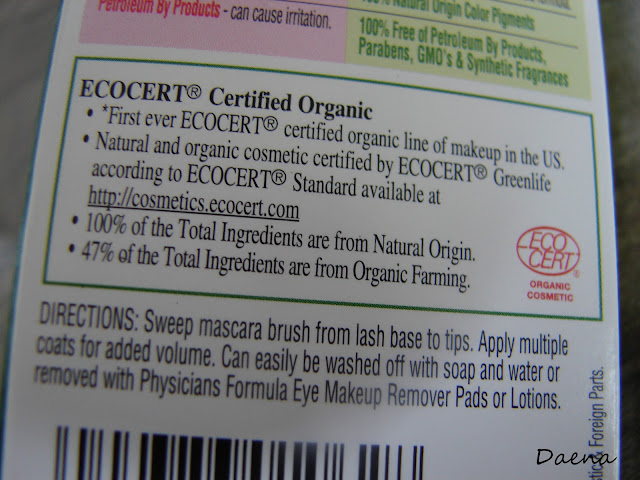 Petroleum By Products - can cause irritation.
100% Natural Origin Color Pigments
100% Free of Petroleum By Products,
Parabens, GMO's & Synthetic Fragrances
ECOCERT® Certified Organic
• *First ever ECOCERT® certified organic line of makeup in the US.
• Natural and organic cosmetic certified by ECOCERT® Greenlife
according to ECOCERT® Standard available at
http://cosmetics.ecocert.com
• 100% of the Total Ingredients are from Natural Origin.
• 47% of the Total Ingredients are from Organic Farming.
ECO
CERT®
ORGANIC
COSMETIC
DIRECTIONS: Sweep mascara brush from lash base to tips. Apply multiple
coats for added volume. Can easily be washed off with soap and water or
removed with Physicians Formula Eye Makeup Remover Pads or Lotions.
& Foreign Parts.
Daena